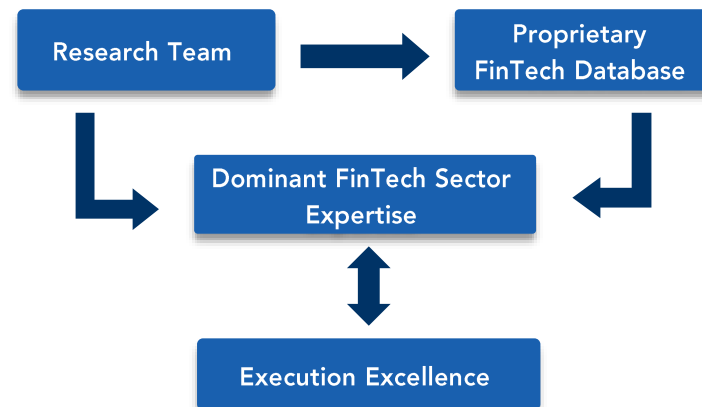 Research Team
Proprietary
FinTech Database
Dominant FinTech Sector
Expertise
Execution Excellence